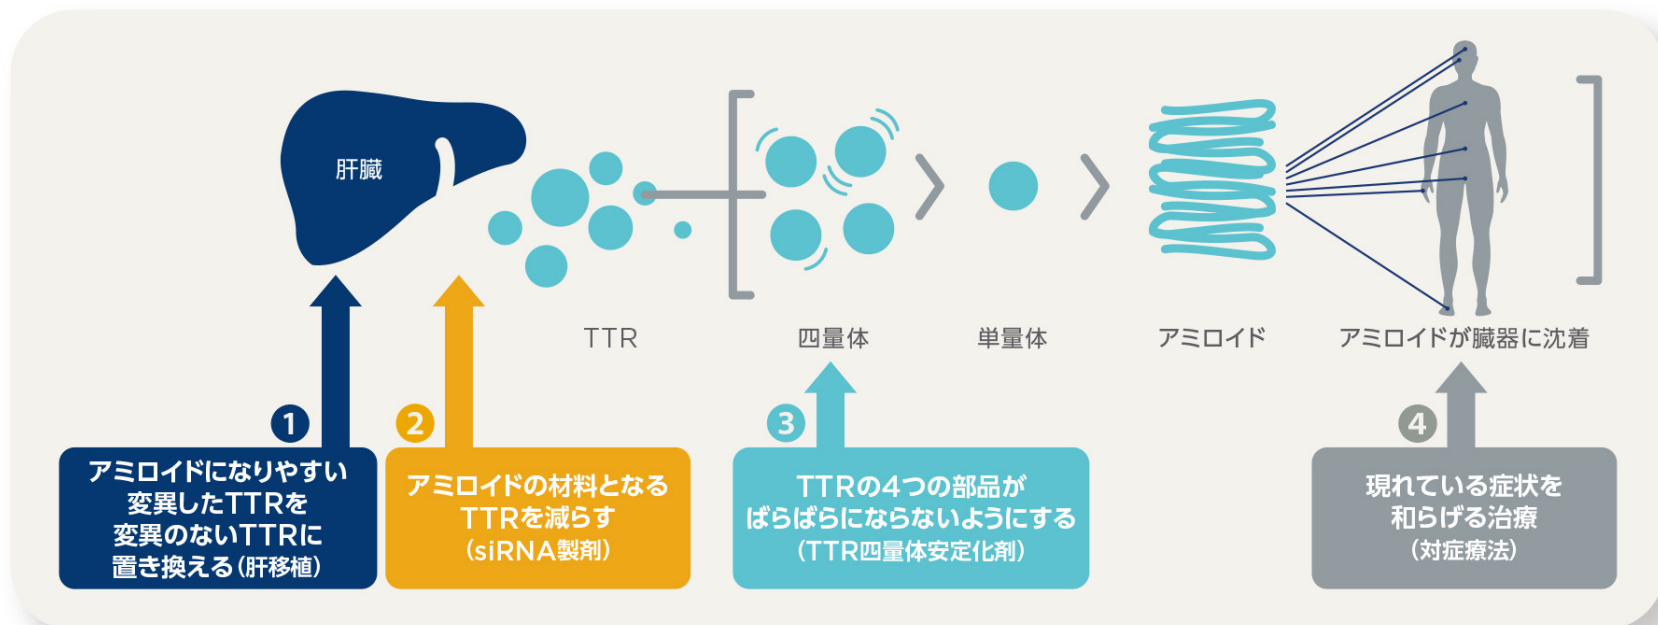 肝臓
TTR
四量体
単量体
アミロイド
アミロイドが臓器に沈着
1
アミロイドになりやすい
変異したTTRを
変異のないTTRに
置き換える(肝移植)
2
アミロイドの材料となる
TTRを減らす
(siRNA製剤)
3
TTRの4つの部品が
ばらばらにならないようにする
(TTR四量体安定化剤)
4
現れている症状を
和らげる治療
(対症療法)